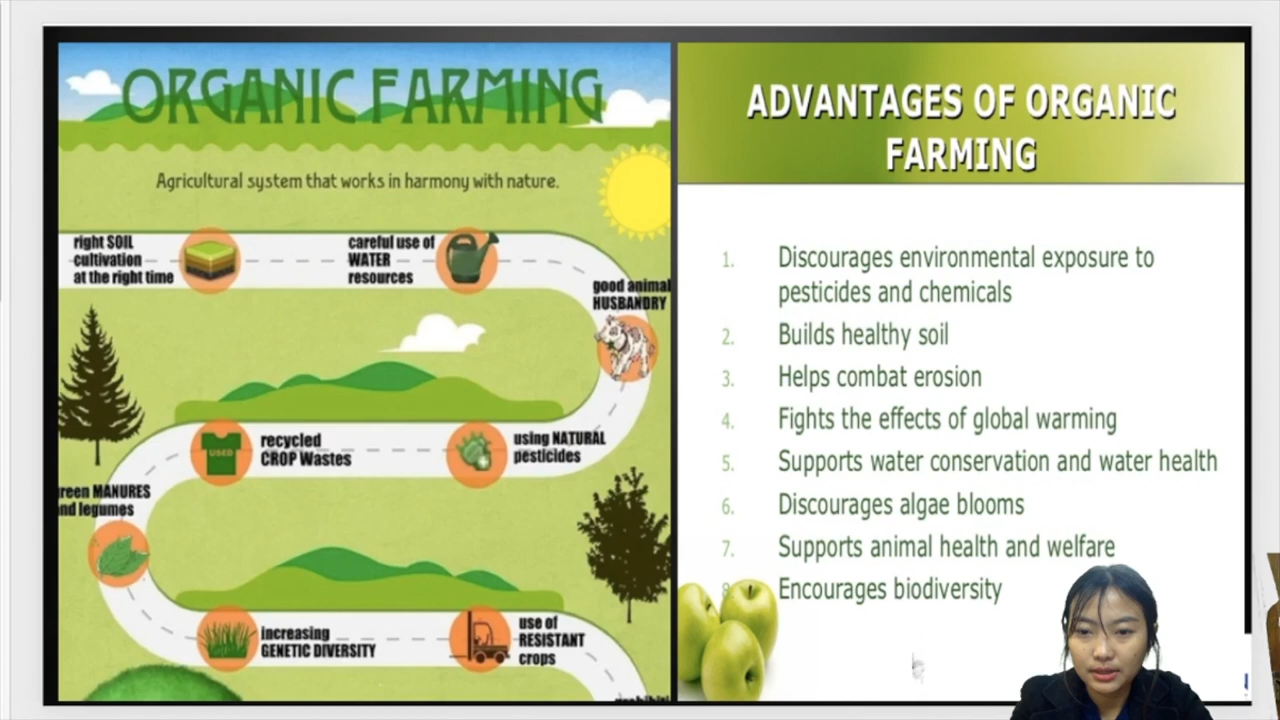 ORGANIC FARMING
Agricultural system that works in harmony with nature.
right SOIL
cultivation
at the right time
careful use of
WATER
resources
good animal
HUSBANDRY
recycled
CROP Wastes
USED
using NATURAL
pesticides
reen MANURES
nd legumes
increasing
GENETIC DIVERSITY
use of
RESISTANT
crops
ADVANTAGES OF ORGANIC
FARMING
1. Discourages environmental exposure to
pesticides and chemicals
2. Builds healthy soil
3. Helps combat erosion
4. Fights the effects of global warming
5. Supports water conservation and water health
6. Discourages algae blooms
7. Supports animal health and welfare
8. Encourages biodiversity